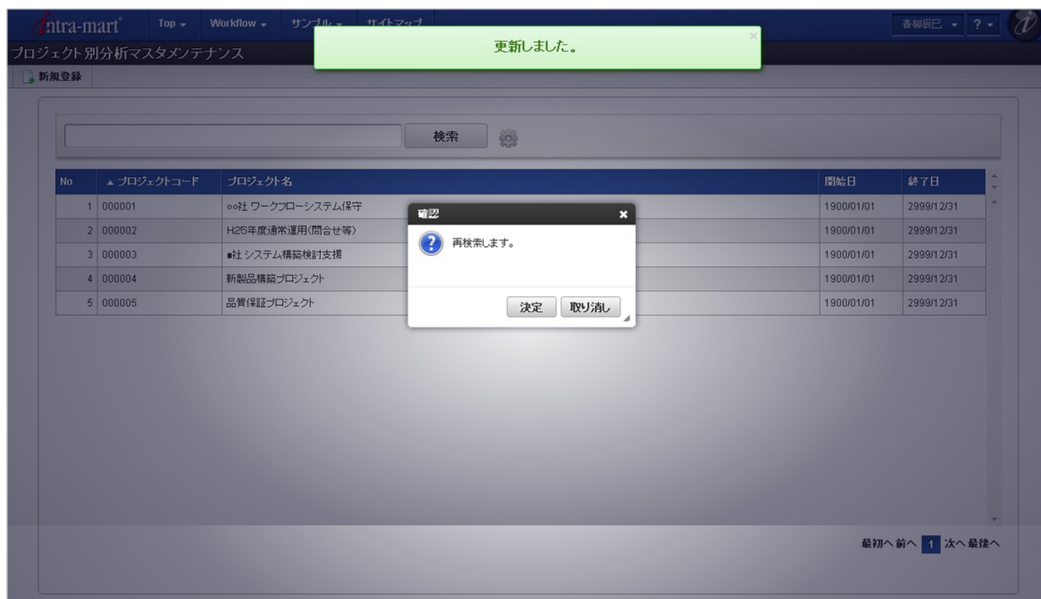 intra-mart Top Workflow サンプル サイトマップ 青柳辰巳 ?
更新しました。
プロジェクト別分析マスタメンテナンス
新規登録
検索
No プロジェクトコード プロジェクト名 開始日 終了日
1 000001 ○○社 ワークフローシステム保守 1900/01/01 2999/12/31
2 000002 H25年度通常運用(問合せ等) 1900/01/01 2999/12/31
3 000003 ■社 システム構築検討支援 1900/01/01 2999/12/31
4 000004 新製品構築プロジェクト 1900/01/01 2999/12/31
5 000005 品質保証プロジェクト 1900/01/01 2999/12/31
確認
再検索します。
決定 取り消し
最初へ 前へ 1 次へ 最後へ